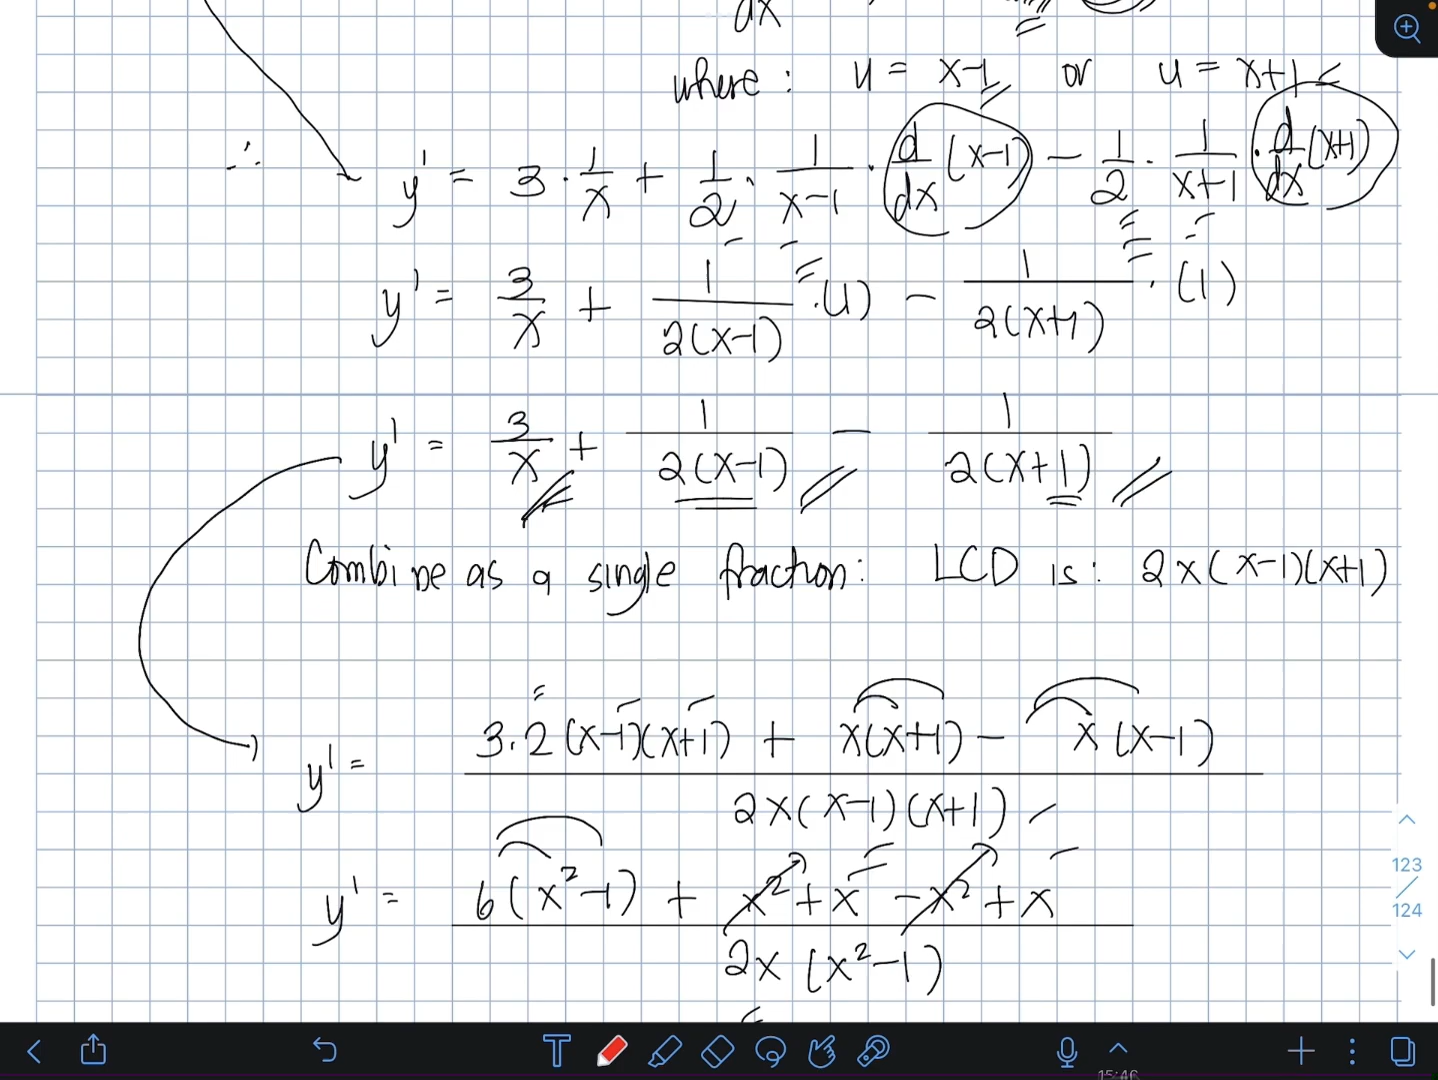 dx
where : u = x-1 or u = x+1
∴ y' = 3 · 1/x + 1/2 · 1/(x-1) · d/dx (x-1) - 1/2 · 1/(x+1) · d/dx (x+1)
y' = 3/x + 1/(2(x-1)) · (1) - 1/(2(x+1)) · (1)
y' = 3/x + 1/(2(x-1)) - 1/(2(x+1))
Combine as a single fraction: LCD is: 2x(x-1)(x+1)
y' = (3·2(x-1)(x+1) + x(x+1) - x(x-1)) / (2x(x-1)(x+1))
y' = (6(x²-1) + x² + x - x² + x) / (2x(x²-1))
123
/
124
T
15:46